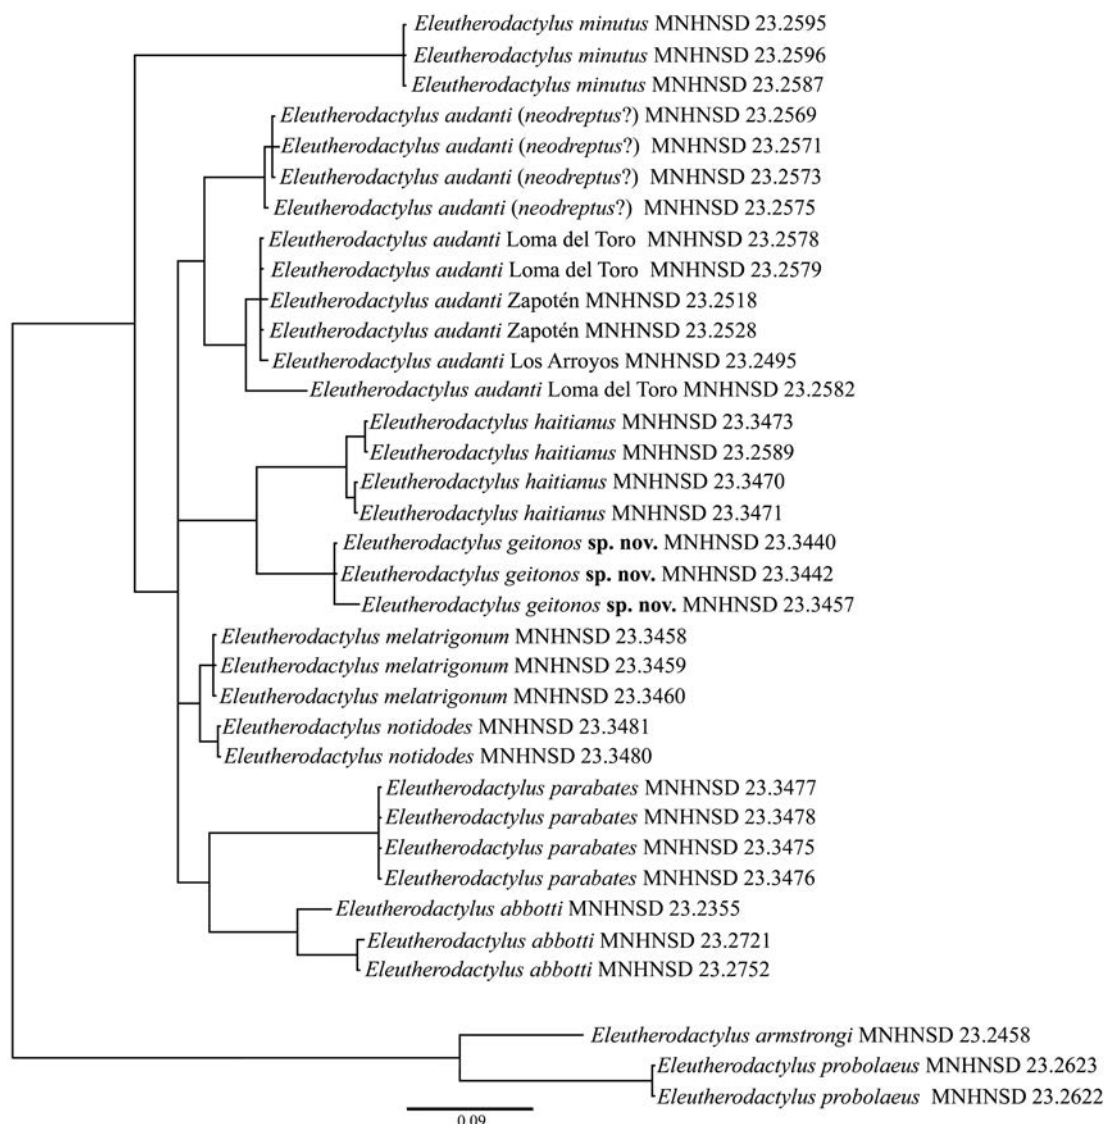 Eleutherodactylus minutus MNHNSD 23.2595
Eleutherodactylus minutus MNHNSD 23.2596
Eleutherodactylus minutus MNHNSD 23.2587
Eleutherodactylus audanti (neodreptus?) MNHNSD 23.2569
Eleutherodactylus audanti (neodreptus?) MNHNSD 23.2571
Eleutherodactylus audanti (neodreptus?) MNHNSD 23.2573
Eleutherodactylus audanti (neodreptus?) MNHNSD 23.2575
Eleutherodactylus audanti Loma del Toro MNHNSD 23.2578
Eleutherodactylus audanti Loma del Toro MNHNSD 23.2579
Eleutherodactylus audanti Zapotén MNHNSD 23.2518
Eleutherodactylus audanti Zapotén MNHNSD 23.2528
Eleutherodactylus audanti Los Arroyos MNHNSD 23.2495
Eleutherodactylus audanti Loma del Toro MNHNSD 23.2582
Eleutherodactylus haitianus MNHNSD 23.3473
Eleutherodactylus haitianus MNHNSD 23.2589
Eleutherodactylus haitianus MNHNSD 23.3470
Eleutherodactylus haitianus MNHNSD 23.3471
Eleutherodactylus geitonos sp. nov. MNHNSD 23.3440
Eleutherodactylus geitonos sp. nov. MNHNSD 23.3442
Eleutherodactylus geitonos sp. nov. MNHNSD 23.3457
Eleutherodactylus melatrigonum MNHNSD 23.3458
Eleutherodactylus melatrigonum MNHNSD 23.3459
Eleutherodactylus melatrigonum MNHNSD 23.3460
Eleutherodactylus notidodes MNHNSD 23.3481
Eleutherodactylus notidodes MNHNSD 23.3480
Eleutherodactylus parabates MNHNSD 23.3477
Eleutherodactylus parabates MNHNSD 23.3478
Eleutherodactylus parabates MNHNSD 23.3475
Eleutherodactylus parabates MNHNSD 23.3476
Eleutherodactylus abbotti MNHNSD 23.2355
Eleutherodactylus abbotti MNHNSD 23.2721
Eleutherodactylus abbotti MNHNSD 23.2752
Eleutherodactylus armstrongi MNHNSD 23.2458
Eleutherodactylus probolaeus MNHNSD 23.2623
Eleutherodactylus probolaeus MNHNSD 23.2622
0.09